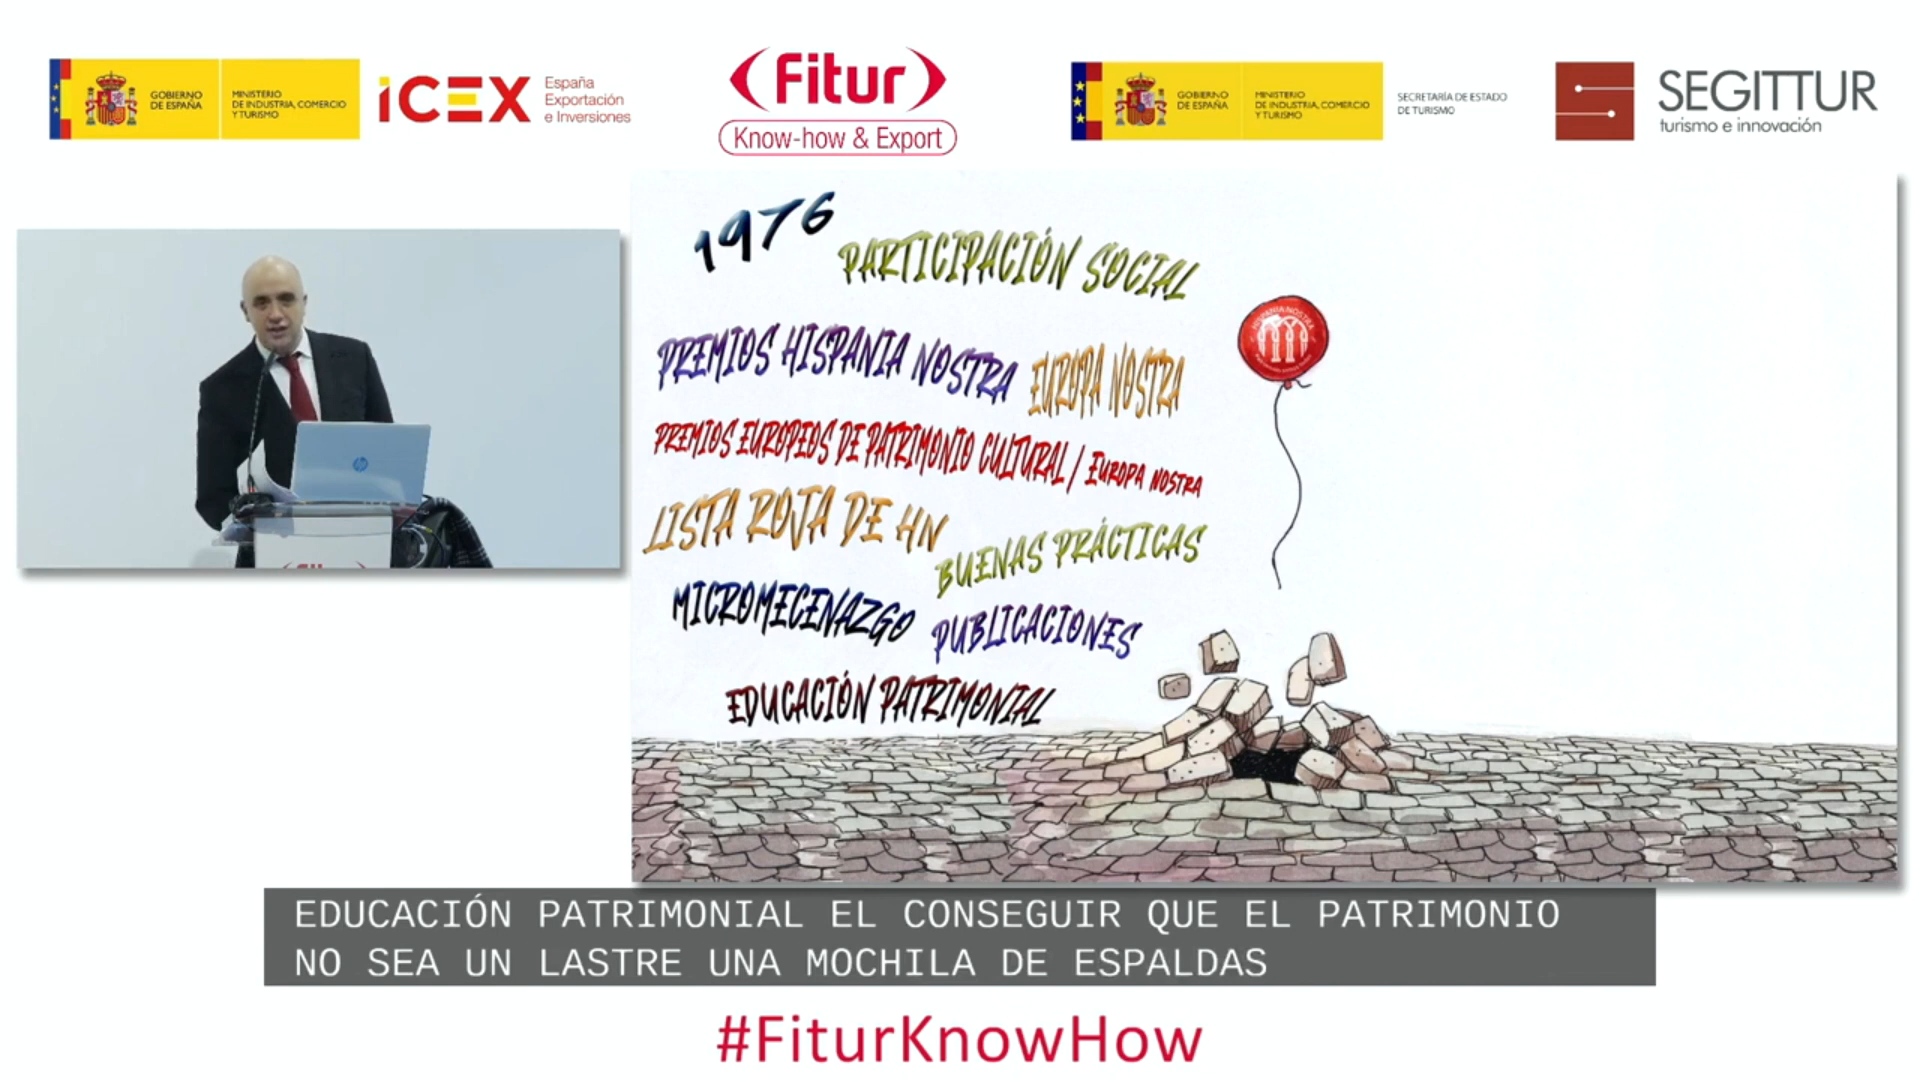 GOBIERNO
DE ESPAÑA
MINISTERIO
DE INDUSTRIA, COMERCIO
Y TURISMO
ICEX
España
Exportación
e Inversiones
Fitur
Know-how & Export
GOBIERNO
DE ESPAÑA
MINISTERIO
DE INDUSTRIA, COMERCIO
Y TURISMO
SECRETARÍA DE ESTADO
DE TURISMO
SEGITTUR
turismo e innovación
1976
PARTICIPACIÓN SOCIAL
PREMIOS HISPANIA NOSTRA
EUROPA NOSTRA
PREMIOS EUROPEOS DE PATRIMONIO CULTURAL / EUROPA NOSTRA
LISTA ROJA DE HN
BUENAS PRÁCTICAS
MICROMECENAZGO
PUBLICACIONES
EDUCACIÓN PATRIMONIAL
HISPANIA NOSTRA
hp
EDUCACIÓN PATRIMONIAL EL CONSEGUIR QUE EL PATRIMONIO
NO SEA UN LASTRE UNA MOCHILA DE ESPALDAS
#FiturKnowHow